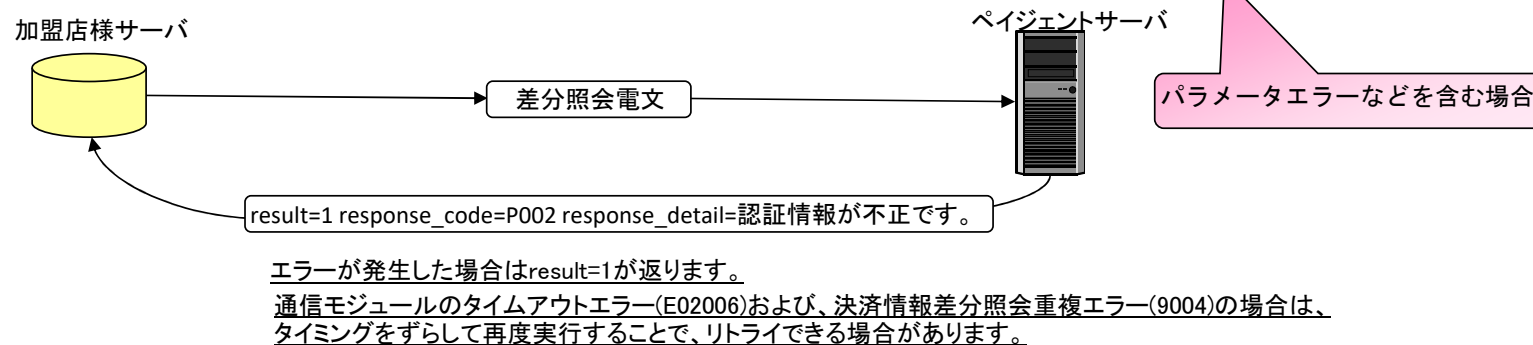 加盟店様サーバ
ペイジェントサーバ
差分照会電文
パラメータエラーなどを含む場合
result=1 response_code=P002 response_detail=認証情報が不正です。
エラーが発生した場合はresult=1が返ります。
通信モジュールのタイムアウトエラー(E02006)および、決済情報差分照会重複エラー(9004)の場合は、
タイミングをずらして再度実行することで、リトライできる場合があります。